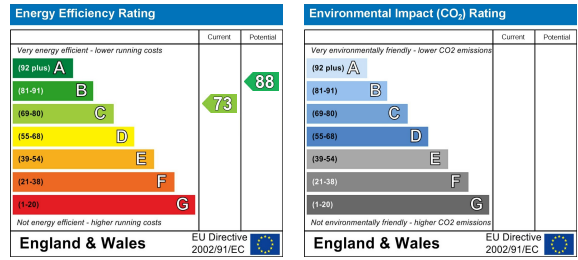 Energy Efficiency Rating
Current Potential
Very energy efficient - lower running costs
(92 plus) A
(81-91) B
(69-80) C
(55-68) D
(39-54) E
(21-38) F
(1-20) G
73
88
Not energy efficient - higher running costs
England & Wales
EU Directive
2002/91/EC
Environmental Impact (CO2) Rating
Current Potential
Very environmentally friendly - lower CO2 emissions
(92 plus) A
(81-91) B
(69-80) C
(55-68) D
(39-54) E
(21-38) F
(1-20) G
Not environmentally friendly - higher CO2 emissions
England & Wales
EU Directive
2002/91/EC